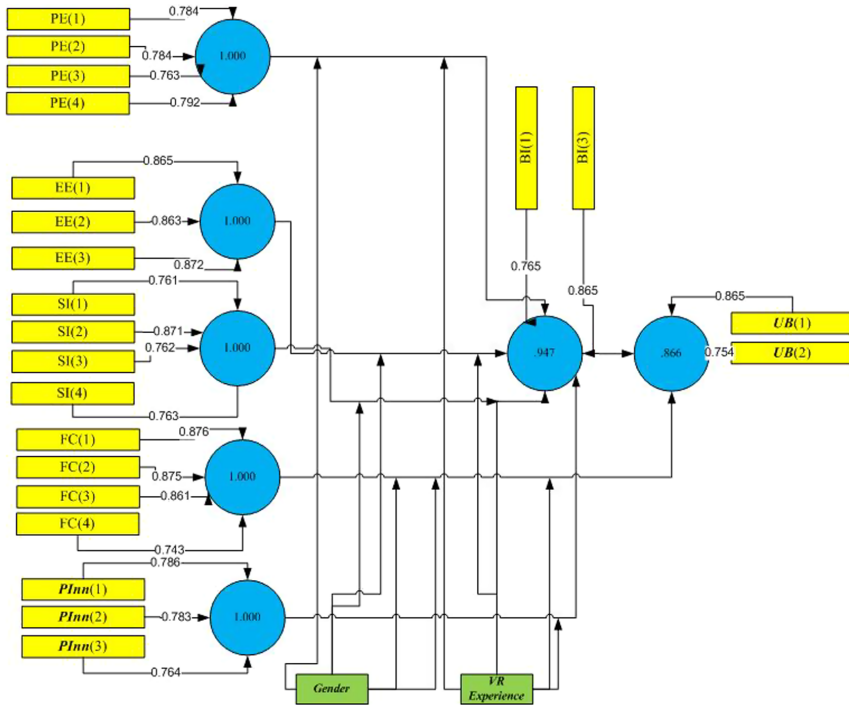 PE(1)
0.784
PE(2)
0.784
PE(3)
0.763
PE(4)
0.792
1.000
EE(1)
0.865
EE(2)
0.863
EE(3)
0.872
1.000
SI(1)
0.761
SI(2)
0.871
SI(3)
0.762
SI(4)
0.763
1.000
FC(1)
0.876
FC(2)
0.875
FC(3)
0.861
FC(4)
0.743
1.000
PInn(1)
0.786
PInn(2)
0.783
PInn(3)
0.764
1.000
BI(1)
0.765
BI(3)
0.865
.947
.866
0.865
UB(1)
0.754
UB(2)
Gender
VR
Experience